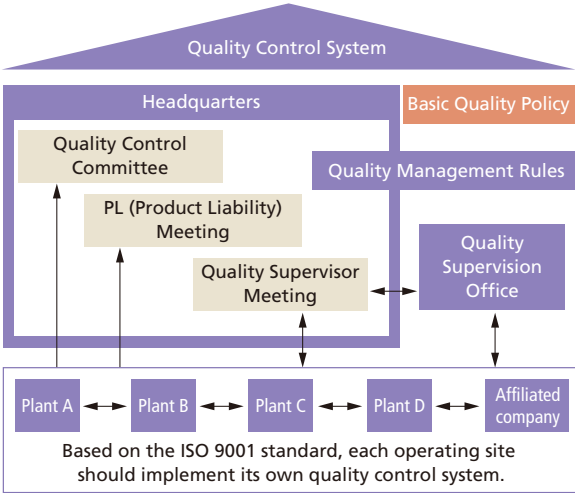 Quality Control System
Headquarters
Basic Quality Policy
Quality Control
Committee
Quality Management Rules
PL (Product Liability)
Meeting
Quality
Supervision
Office
Quality Supervisor
Meeting
Plant A
Plant B
Plant C
Plant D
Affiliated
company
Based on the ISO 9001 standard, each operating site
should implement its own quality control system.